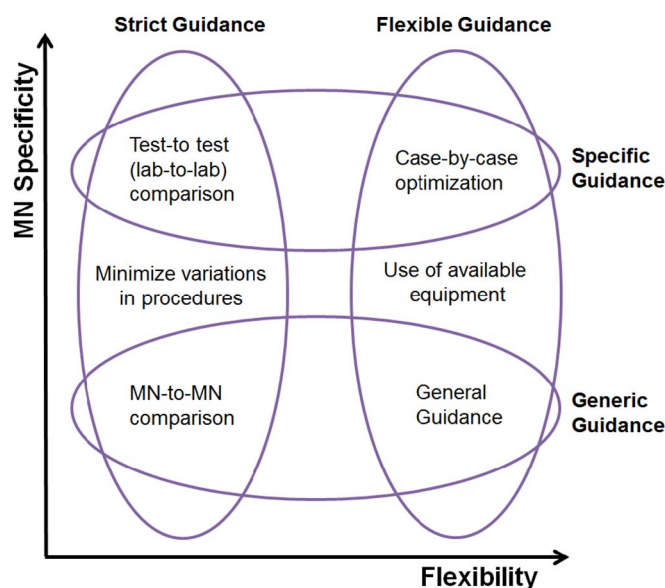 Strict Guidance
Flexible Guidance
MN Specificity
Test-to test
(lab-to-lab)
comparison
Case-by-case
optimization
Specific
Guidance
Minimize variations
in procedures
Use of available
equipment
MN-to-MN
comparison
General
Guidance
Generic
Guidance
Flexibility